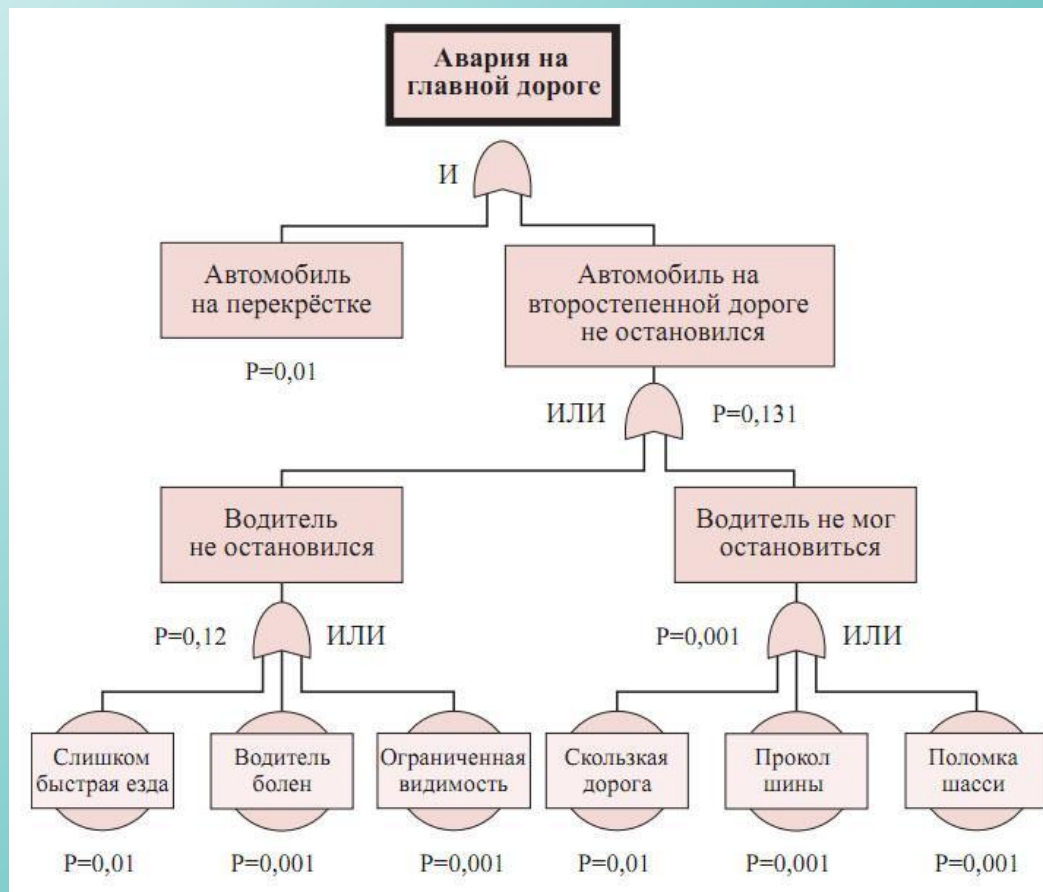 Авария на
главной дороге
И
Автомобиль
на перекрёстке
Автомобиль на
второстепенной дороге
не остановился
P=0,01
ИЛИ
P=0,131
Водитель
не остановился
Водитель не мог
остановиться
P=0,12
ИЛИ
P=0,001
ИЛИ
Слишком
быстрая езда
Водитель
болен
Ограниченная
видимость
Скользкая
дорога
Прокол
шины
Поломка
шасси
P=0,01
P=0,001
P=0,001
P=0,01
P=0,001
P=0,001